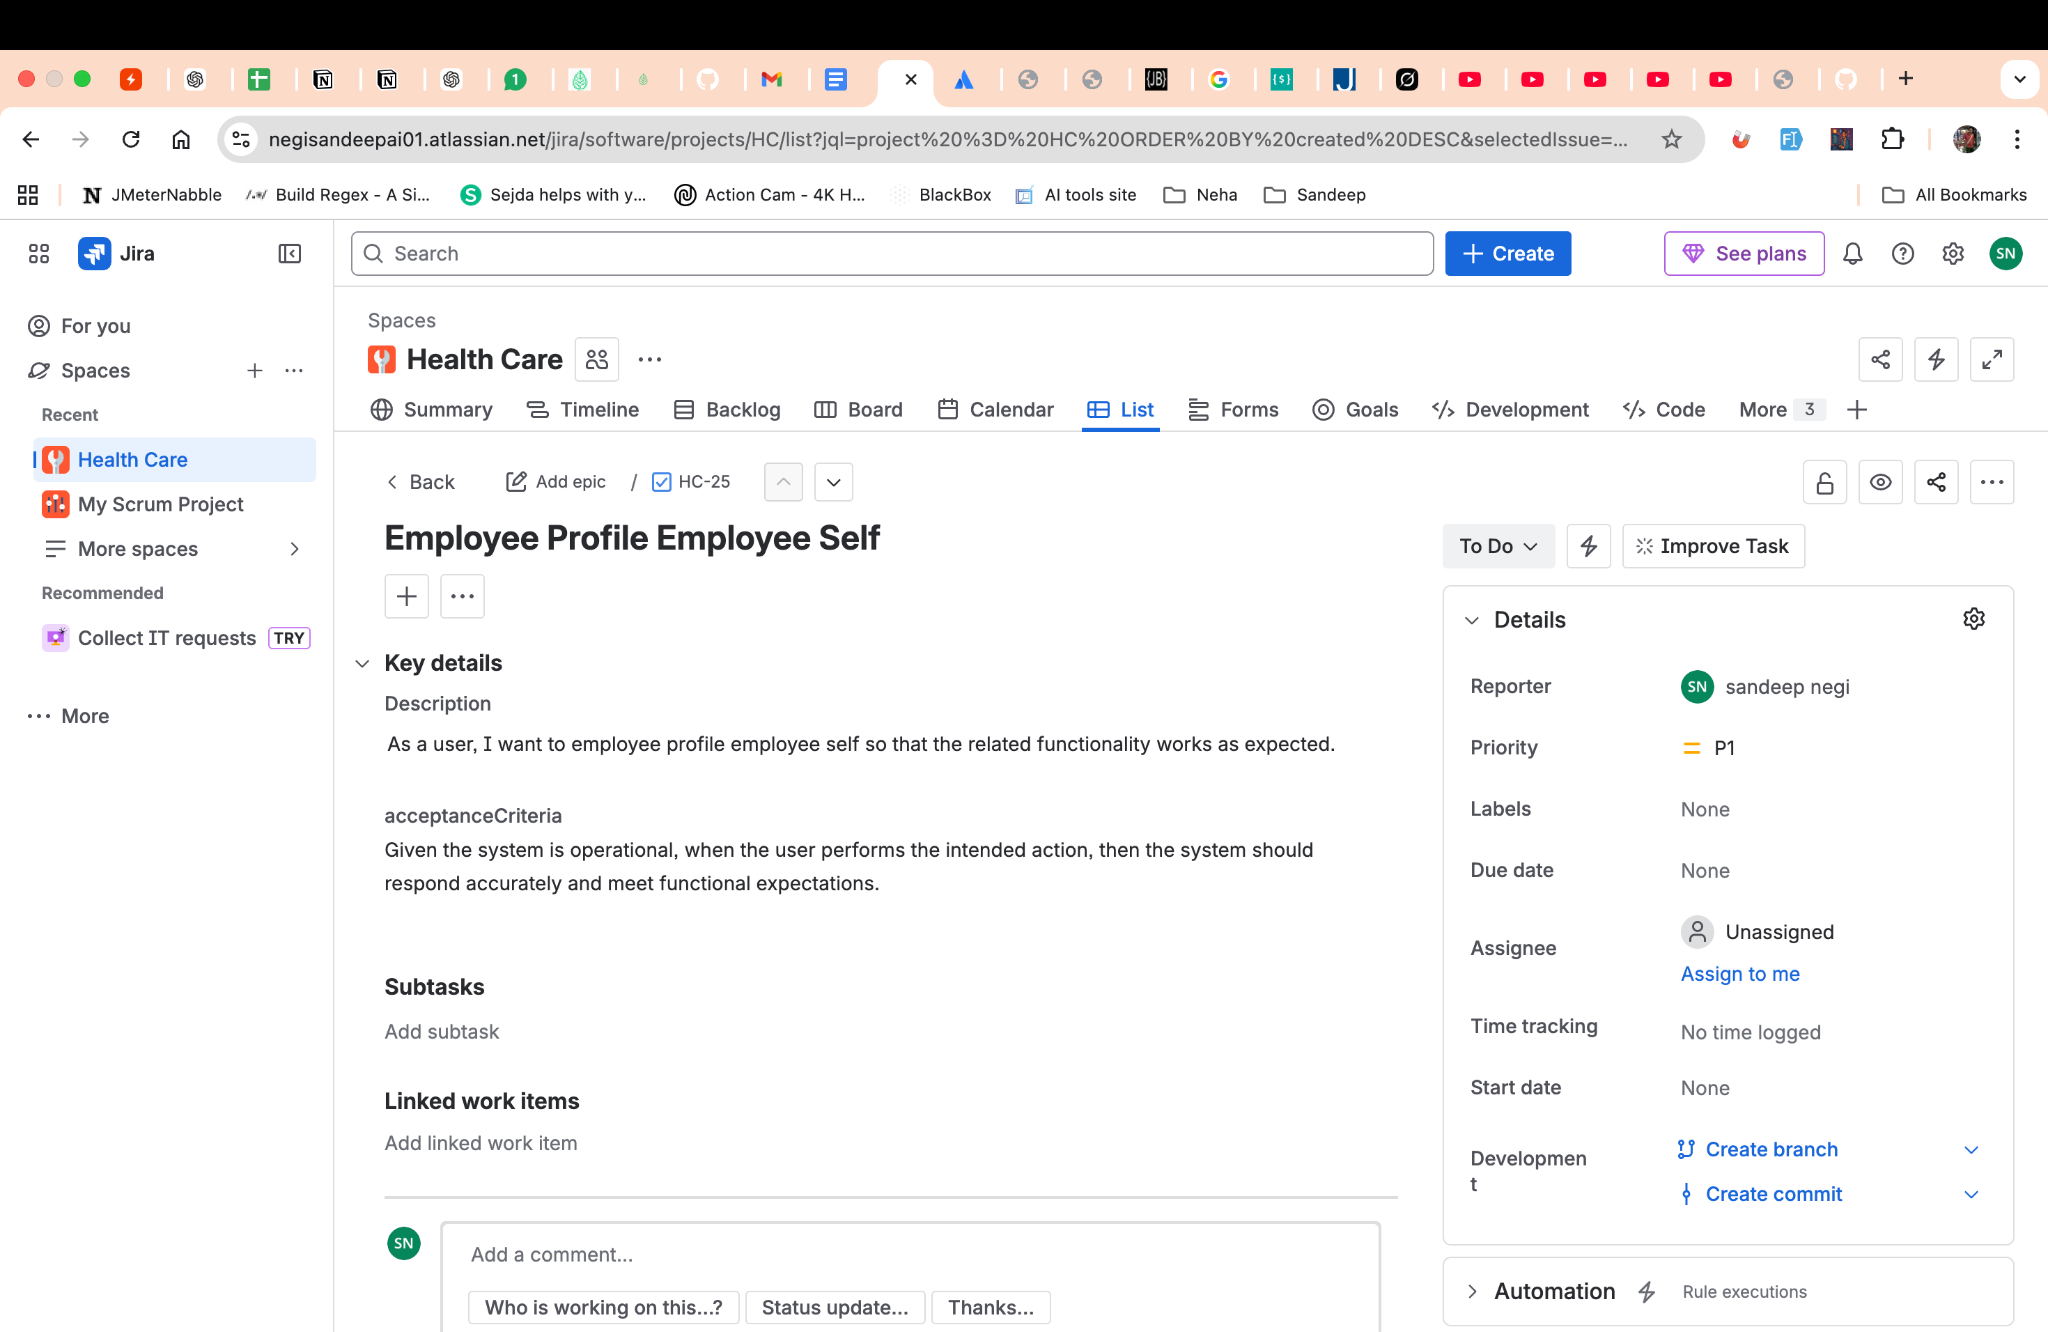 1
negisandeepai01.atlassian.net/jira/software/projects/HC/list?jql=project%20%3D%20HC%20ORDER%20BY%20created%20DESC&selectedIssue=...
JMeterNabble
Build Regex - A Si...
Sejda helps with y...
Action Cam - 4K H...
BlackBox
AI tools site
Neha
Sandeep
All Bookmarks
Jira
Search
Create
See plans
SN
For you
Spaces
Recent
Health Care
My Scrum Project
More spaces
Recommended
Collect IT requests TRY
More
Spaces
Health Care
Summary
Timeline
Backlog
Board
Calendar
List
Forms
Goals
Development
Code
More 3
Back
Add epic / HC-25
Employee Profile Employee Self
Key details
Description
As a user, I want to employee profile employee self so that the related functionality works as expected.
acceptanceCriteria
Given the system is operational, when the user performs the intended action, then the system should
respond accurately and meet functional expectations.
Subtasks
Add subtask
Linked work items
Add linked work item
SN
Add a comment...
Who is working on this...?
Status update...
Thanks...
To Do
Improve Task
Details
Reporter
SN sandeep negi
Priority
P1
Labels
None
Due date
None
Assignee
Unassigned
Assign to me
Time tracking
No time logged
Start date
None
Developmen
t
Create branch
Create commit
Automation
Rule executions